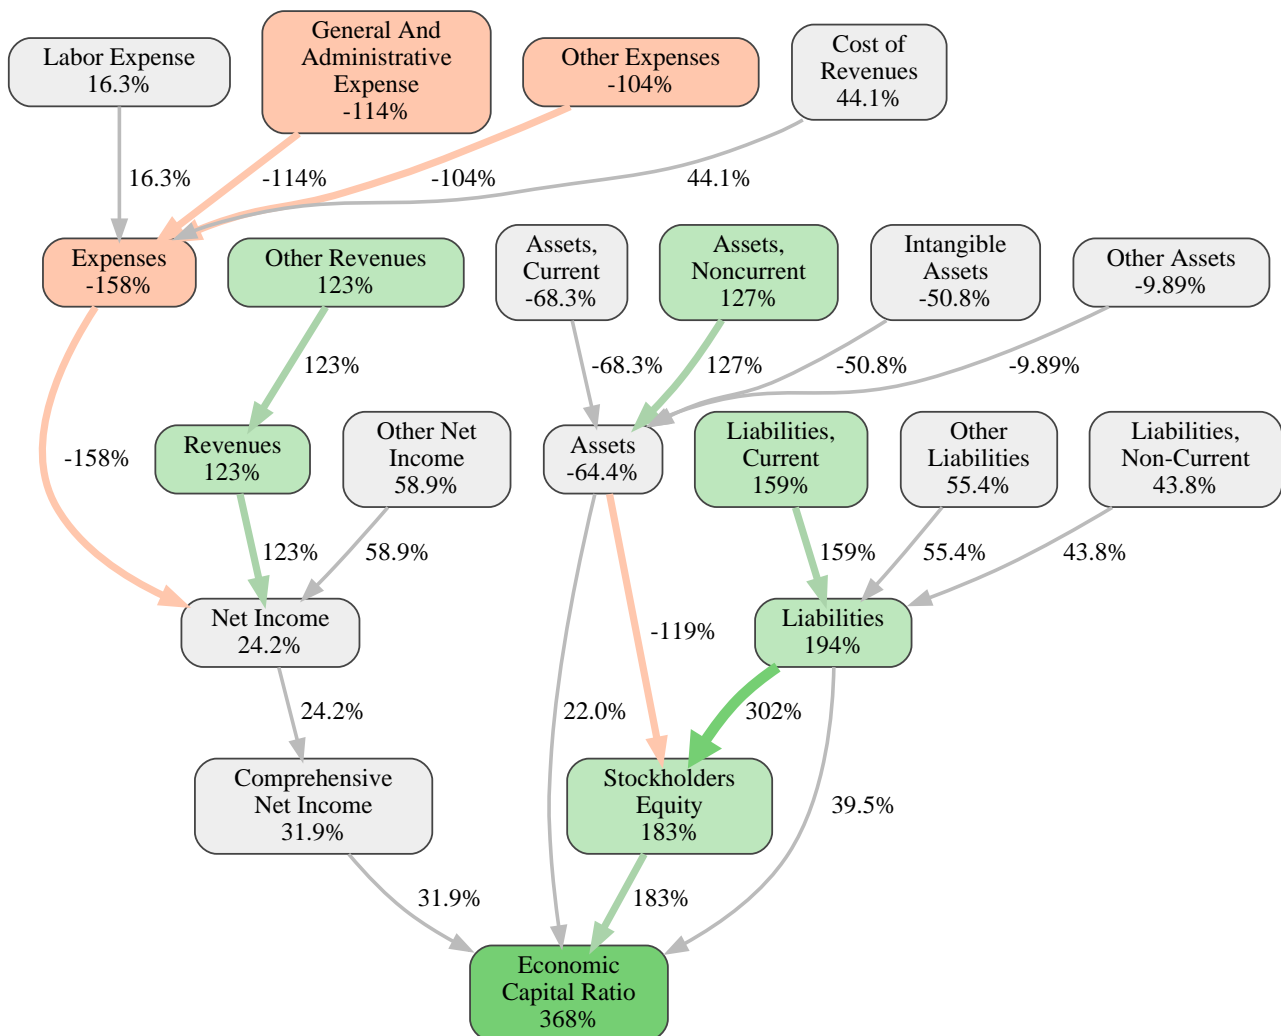 Labor Expense
16.3%
General And
Administrative
Expense
-114%
Other Expenses
-104%
Cost of
Revenues
44.1%
16.3%
-114%
-104%
44.1%
Expenses
-158%
Other Revenues
123%
Assets,
Current
-68.3%
Assets,
Noncurrent
127%
Intangible
Assets
-50.8%
Other Assets
-9.89%
123%
-68.3%
127%
-50.8%
-9.89%
-158%
Revenues
123%
Other Net
Income
58.9%
Assets
-64.4%
Liabilities,
Current
159%
Other
Liabilities
55.4%
Liabilities,
Non-Current
43.8%
123%
58.9%
159%
55.4%
43.8%
Net Income
24.2%
-119%
Liabilities
194%
24.2%
22.0%
302%
Comprehensive
Net Income
31.9%
Stockholders
Equity
183%
39.5%
31.9%
183%
Economic
Capital Ratio
368%